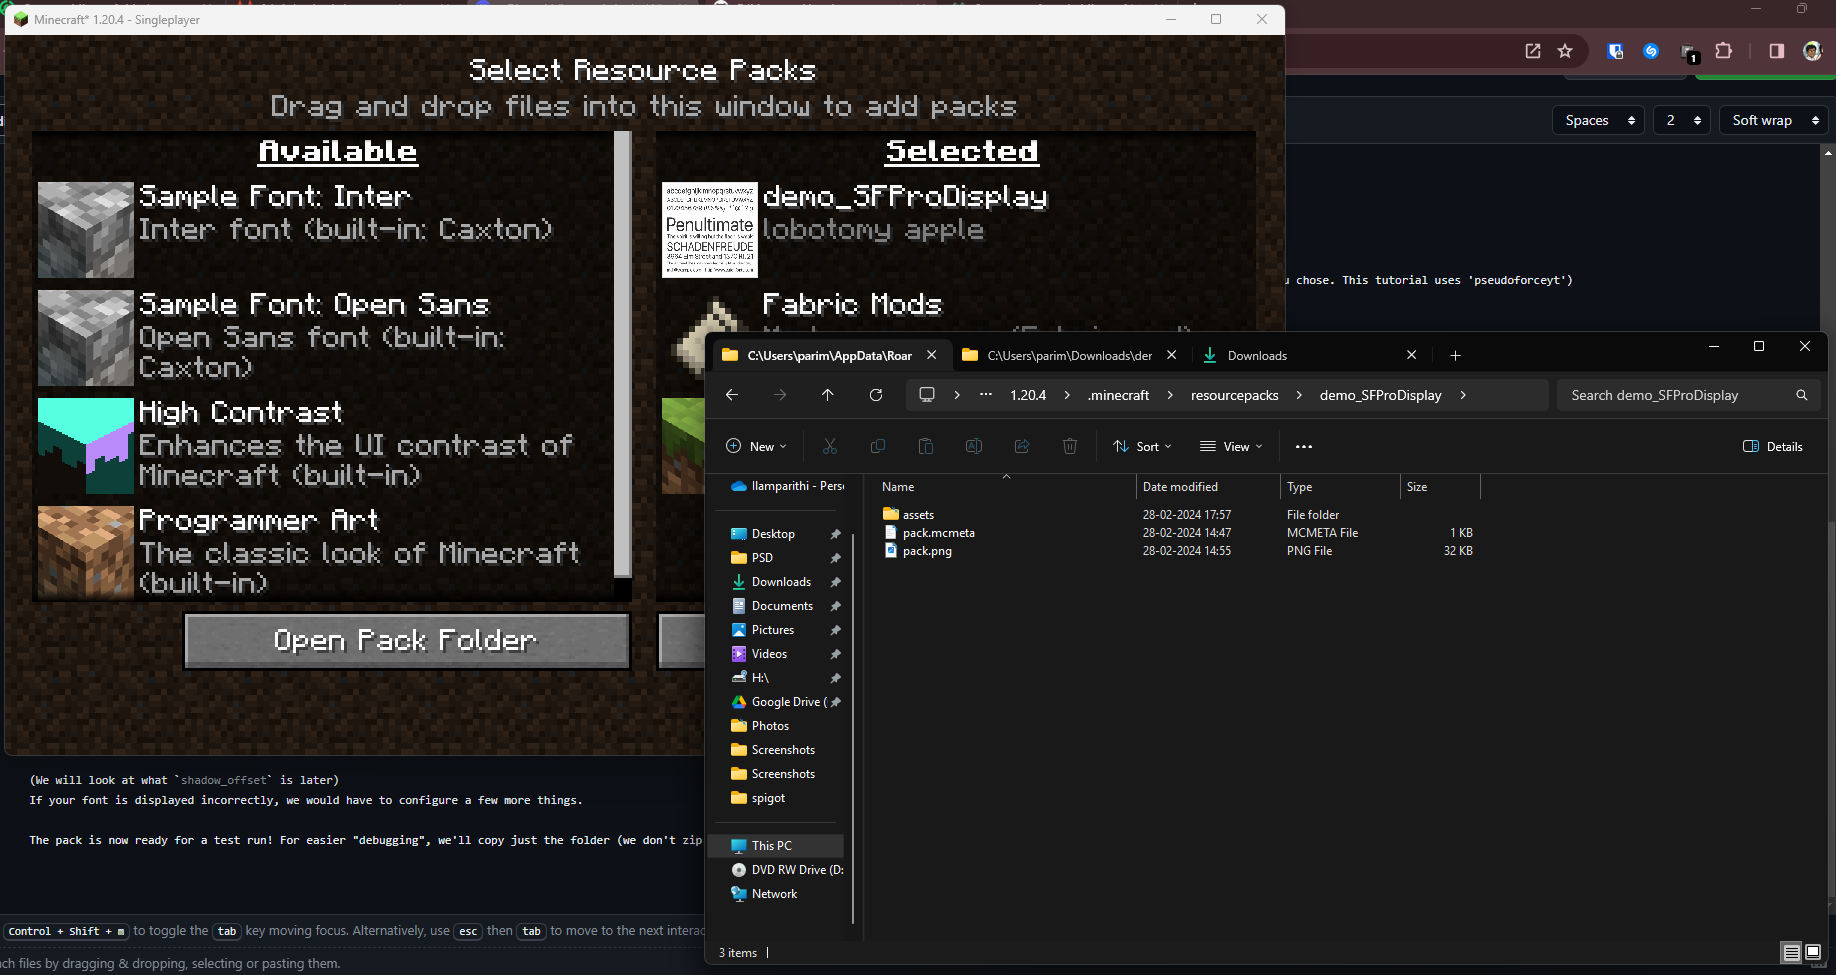 Minecraft* 1.20.4 - Singleplayer
Select Resource Packs
Drag and drop files into this window to add packs
Available
Sample Font: Inter
Inter font (built-in: Caxton)
Sample Font: Open Sans
Open Sans font (built-in:
Caxton)
High Contrast
Enhances the UI contrast of
Minecraft (built-in)
Programmer Art
The classic look of Minecraft
(built-in)
Open Pack Folder
Selected
demo_SFProDisplay
lobotomy apple
Penultimate
SCHADENFREUDE
Fabric Mods
1
Spaces
2
Soft wrap
u chose. This tutorial uses 'pseudoforceyt')
C:\Users\parim\AppData\Roar
C:\Users\parim\Downloads\der
Downloads
1.20.4 > .minecraft > resourcepacks > demo_SFProDisplay >
Search demo_SFProDisplay
New
Sort
View
Details
Ilamparithi - Perso
Desktop
PSD
Downloads
Documents
Pictures
Videos
H:\
Google Drive (
Photos
Screenshots
Screenshots
spigot
This PC
DVD RW Drive (D:
Network
Name Date modified Type Size
assets 28-02-2024 17:57 File folder
pack.mcmeta 28-02-2024 14:47 MCMETA File 1 KB
pack.png 28-02-2024 14:55 PNG File 32 KB
3 items
(We will look at what `shadow_offset` is later)
If your font is displayed incorrectly, we would have to configure a few more things.
The pack is now ready for a test run! For easier "debugging", we'll copy just the folder (we don't zip
Control + Shift + m to toggle the tab key moving focus. Alternatively, use esc then tab to move to the next interac
ach files by dragging & dropping, selecting or pasting them.